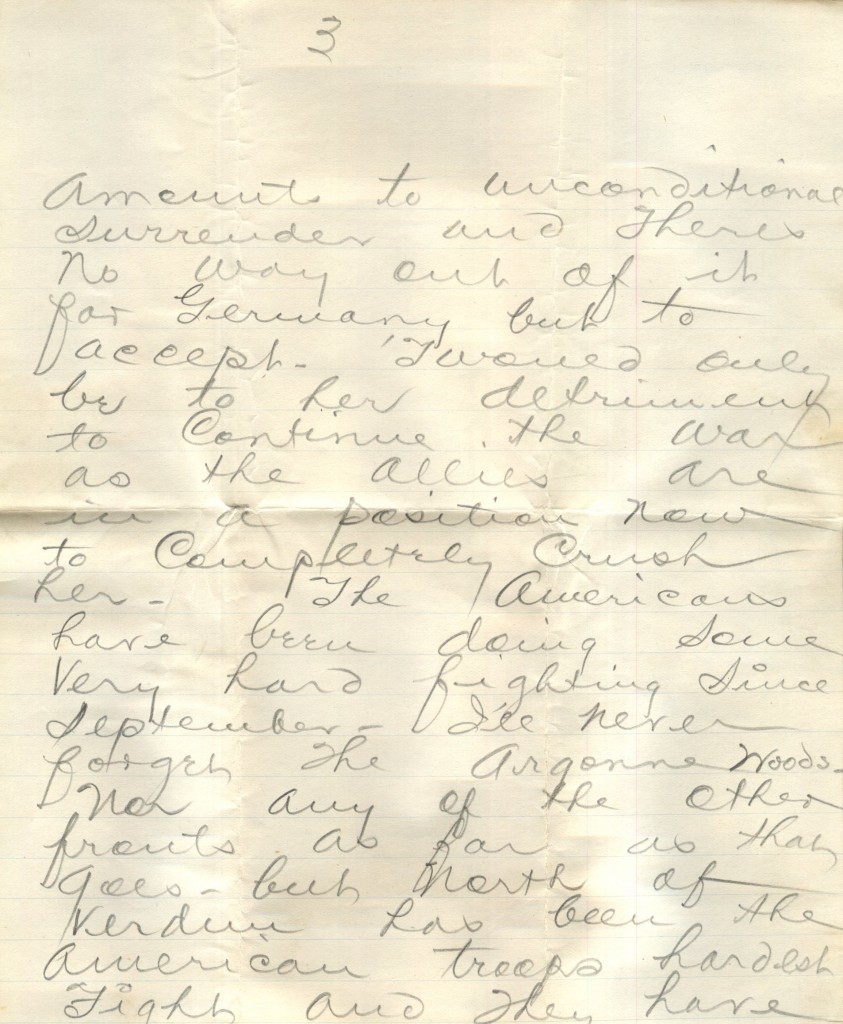 3
Amounts to unconditional
surrender and theres
No way out of it
for Germany but to
accept - 'Twould only
be to her detriment
to Continue the war
as the Allies are
in a position now
to Completely Crush
her - The Americans
have been doing some
Very hard fighting since
September - I'll never
forget the Argonne Woods -
Nor any of the other
fronts as far as that
goes - but North of
Verdun has been the
American troops hardest
Fight and they have